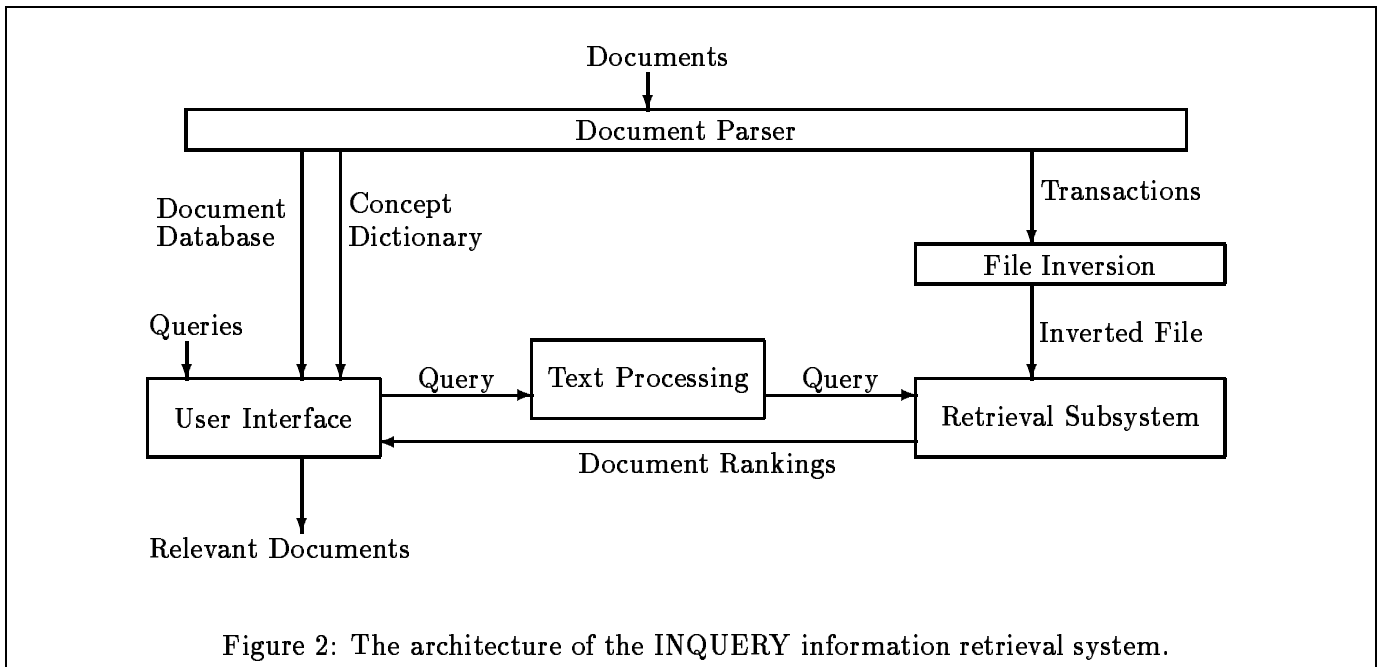 Documents
Document Parser
Document
Database
Concept
Dictionary
Transactions
File Inversion
Queries
Inverted File
Query
Text Processing
Query
User Interface
Retrieval Subsystem
Document Rankings
Relevant Documents
Figure 2: The architecture of the INQUERY information retrieval system.